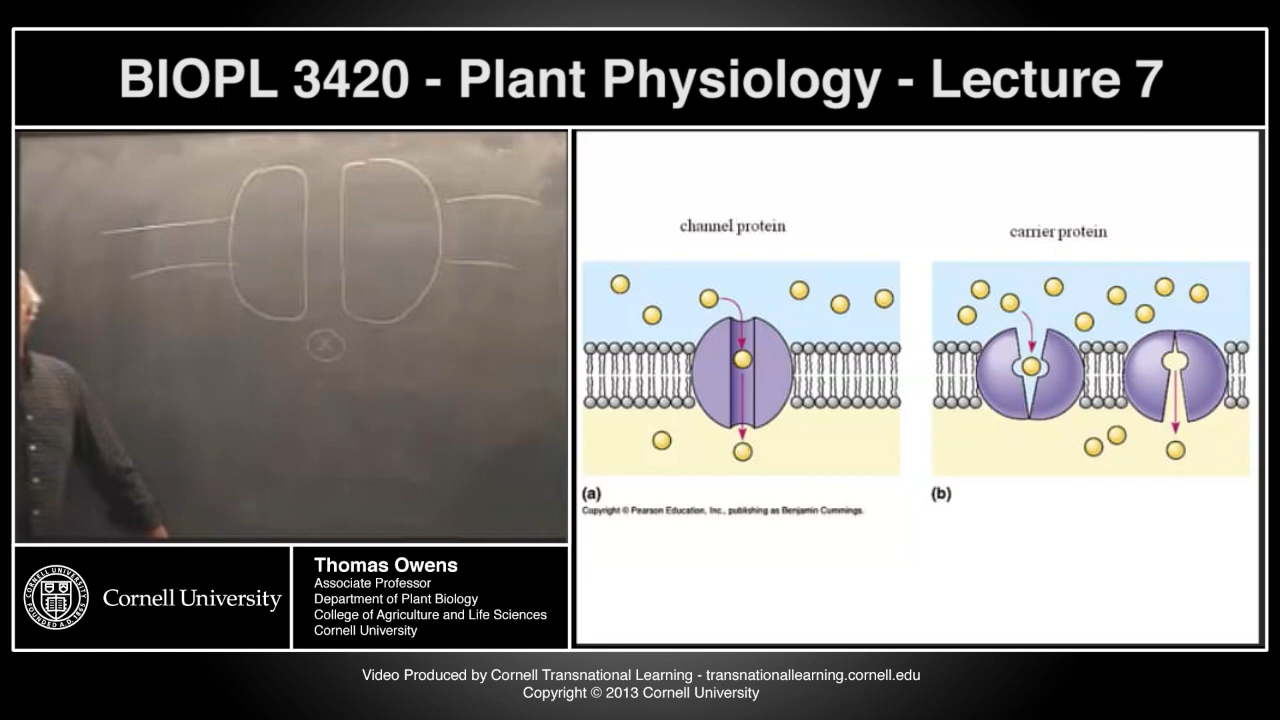 BIOPL 3420 - Plant Physiology - Lecture 7
x
channel protein
carrier protein
(a)
(b)
Copyright © Pearson Education, Inc., publishing as Benjamin Cummings.
Cornell University
Thomas Owens
Associate Professor
Department of Plant Biology
College of Agriculture and Life Sciences
Cornell University
Video Produced by Cornell Transnational Learning - transnationallearning.cornell.edu
Copyright © 2013 Cornell University